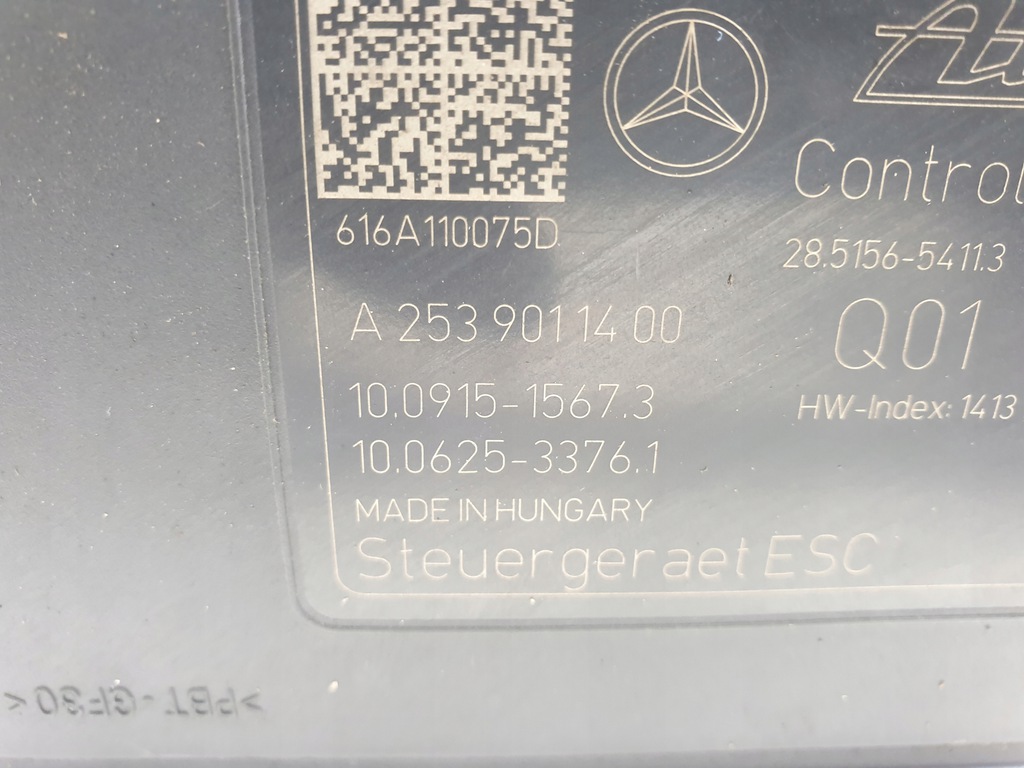 616A110075D
A 253 901 14 00
10.0915-1567.3
10.0625-3376.1
MADE IN HUNGARY
Steuergeraet ESC
Control
28.5156-5411.3
Q01
HW-Index: 1413
>PBT-GF30<